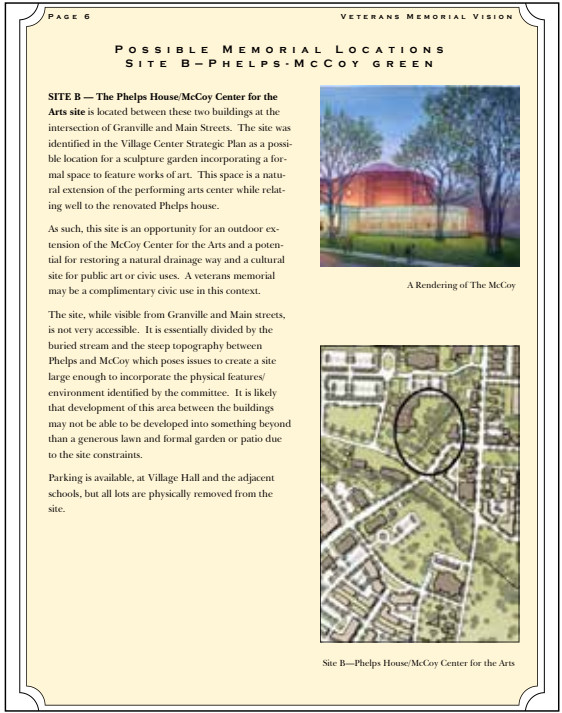 Page 6
Veterans Memorial Vision
Possible Memorial Locations
Site B—Phelps-McCoy green
SITE B — The Phelps House/McCoy Center for the
Arts site is located between these two buildings at the
intersection of Granville and Main Streets.  The site was
identified in the Village Center Strategic Plan as a possi-
ble location for a sculpture garden incorporating a for-
mal space to feature works of art.  This space is a natu-
ral extension of the performing arts center while relat-
ing well to the renovated Phelps house.
As such, this site is an opportunity for an outdoor ex-
tension of the McCoy Center for the Arts and a poten-
tial for restoring a natural drainage way and a cultural
site for public art or civic uses.  A veterans memorial
may be a complimentary civic use in this context.
The site, while visible from Granville and Main streets,
is not very accessible.  It is essentially divided by the
buried stream and the steep topography between
Phelps and McCoy which poses issues to create a site
large enough to incorporate the physical features/
environment identified by the committee.  It is likely
that development of this area between the buildings
may not be able to be developed into something beyond
than a generous lawn and formal garden or patio due
to the site constraints.
Parking is available, at Village Hall and the adjacent
schools, but all lots are physically removed from the
site.
A Rendering of The McCoy
Site B—Phelps House/McCoy Center for the Arts